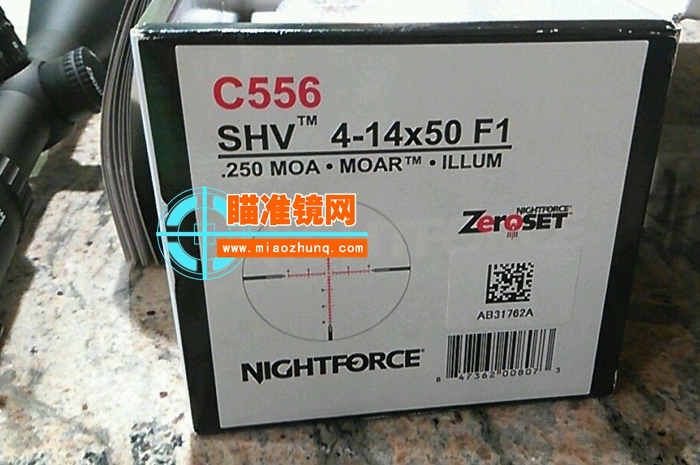 C556
SHV™ 4-14x50 F1
.250 MOA • MOAR™ • ILLUM
瞄准镜网
www.miaozhunq.com
NIGHTFORCE
ZEROSET
AB31762A
NIGHTFORCE
8 47362 00807 3